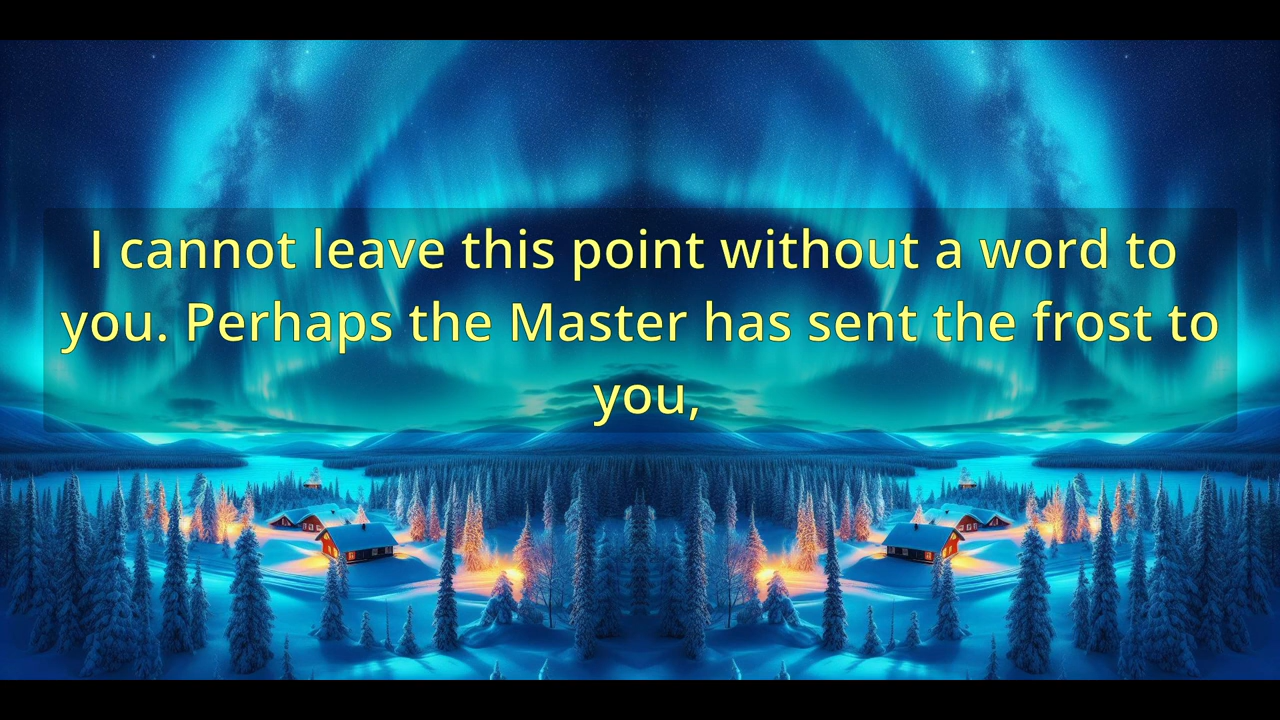 I cannot leave this point without a word to
you. Perhaps the Master has sent the frost to
you,